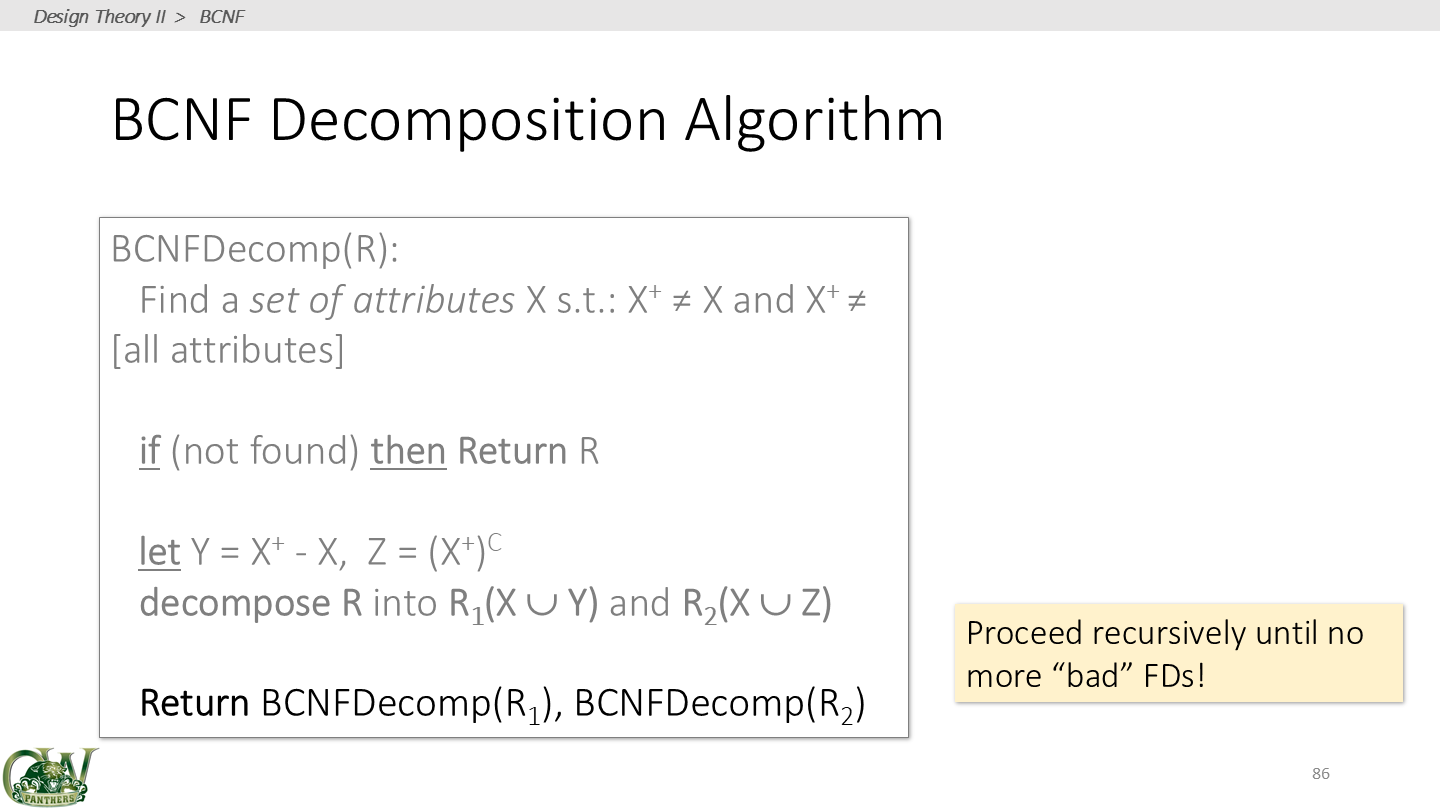 Design Theory II > BCNF
BCNF Decomposition Algorithm
BCNFDecomp(R):
Find a set of attributes X s.t.: X⁺ ≠ X and X⁺ ≠
[all attributes]
if (not found) then Return R
let Y = X⁺ - X, Z = (X⁺)ᶜ
decompose R into R₁(X ∪ Y) and R₂(X ∪ Z)
Return BCNFDecomp(R₁), BCNFDecomp(R₂)
Proceed recursively until no
more “bad” FDs!
CW
PANTHERS
86